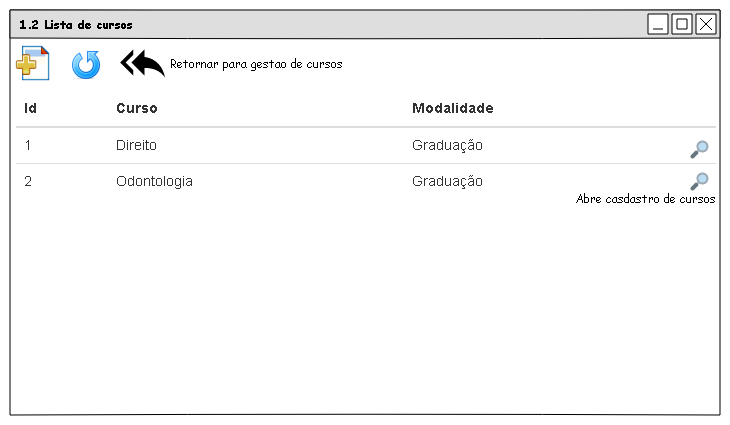 1.2 Lista de cursos
Retornar para gestao de cursos
Id Curso Modalidade
1 Direito Graduação
2 Odontologia Graduação
Abre casdastro de cursos